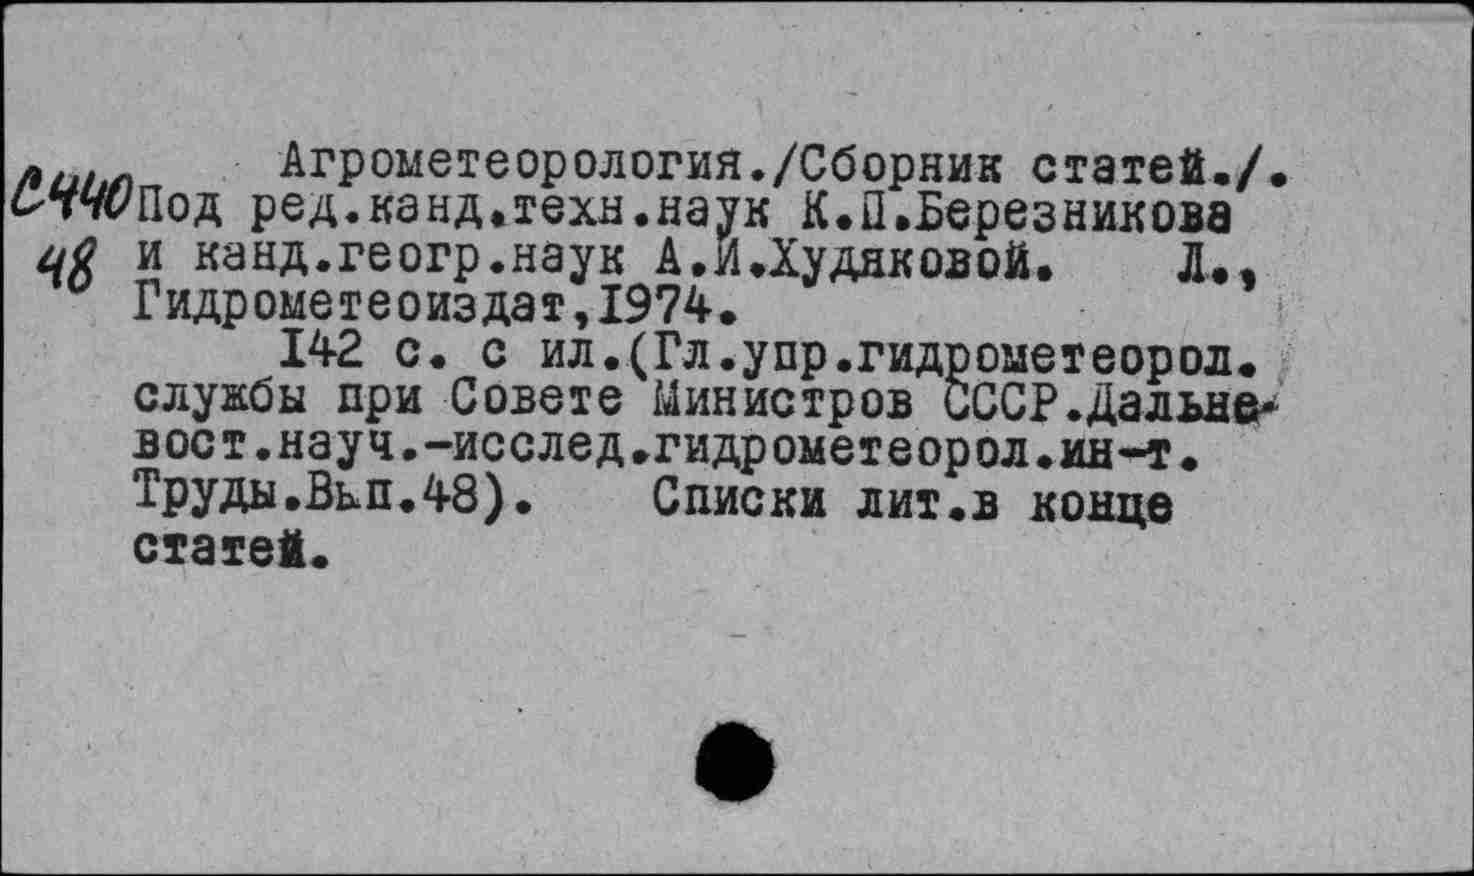 Агрометеорология./Сборник статей./.
С440 Под ред.канд.техн.наук К.П.Березникова
48 и канд.геогр.наук А.И.Худяковой. Л.,
Гидрометеоиздат,1974.
142 с. с ил.(Гл.упр.гидрометеорол.
службы при Совете Министров СССР.Дальне-
вост.науч.-исслед.гидрометеорол.ин-т.
Труды.Вып.48). Списки лит.в конце
статей.